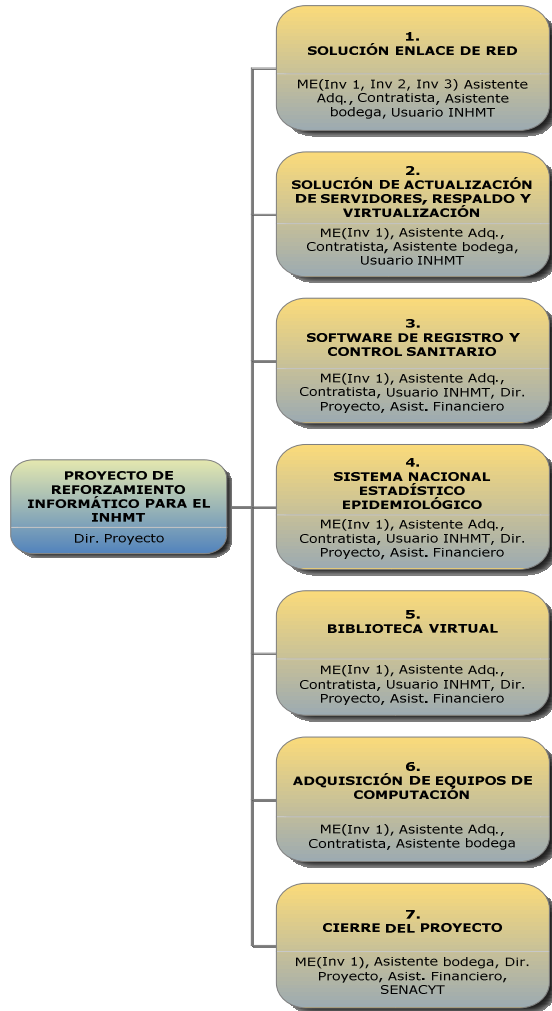 1.
SOLUCIÓN ENLACE DE RED
ME(Inv 1, Inv 2, Inv 3) Asistente
Adq., Contratista, Asistente
bodega, Usuario INHMT
2.
SOLUCIÓN DE ACTUALIZACIÓN
DE SERVIDORES, RESPALDO Y
VIRTUALIZACIÓN
ME(Inv 1), Asistente Adq.,
Contratista, Asistente bodega,
Usuario INHMT
3.
SOFTWARE DE REGISTRO Y
CONTROL SANITARIO
ME(Inv 1), Asistente Adq.,
Contratista, Usuario INHMT, Dir.
Proyecto, Asist. Financiero
PROYECTO DE
REFORZAMIENTO
INFORMÁTICO PARA EL
INHMT
Dir. Proyecto
4.
SISTEMA NACIONAL
ESTADÍSTICO
EPIDEMIOLÓGICO
ME(Inv 1), Asistente Adq.,
Contratista, Usuario INHMT, Dir.
Proyecto, Asist. Financiero
5.
BIBLIOTECA VIRTUAL
ME(Inv 1), Asistente Adq.,
Contratista, Usuario INHMT, Dir.
Proyecto, Asist. Financiero
6.
ADQUISICIÓN DE EQUIPOS DE
COMPUTACIÓN
ME(Inv 1), Asistente Adq.,
Contratista, Asistente bodega
7.
CIERRE DEL PROYECTO
ME(Inv 1), Asistente bodega, Dir.
Proyecto, Asist. Financiero,
SENACYT